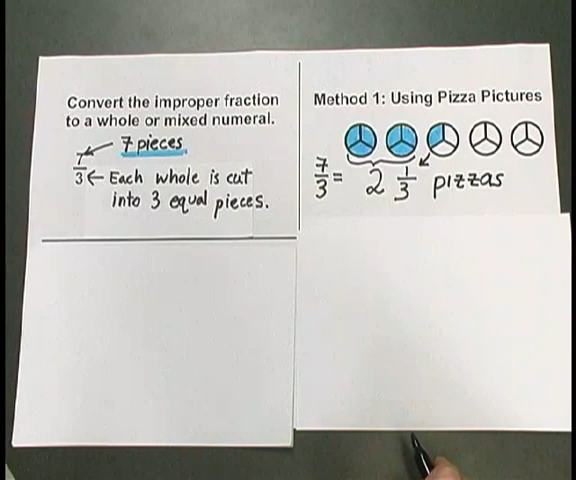 Convert the improper fraction
to a whole or mixed numeral.
7 pieces
7/3 ← Each whole is cut
into 3 equal pieces.
Method 1: Using Pizza Pictures
7/3 = 2 1/3 pizzas